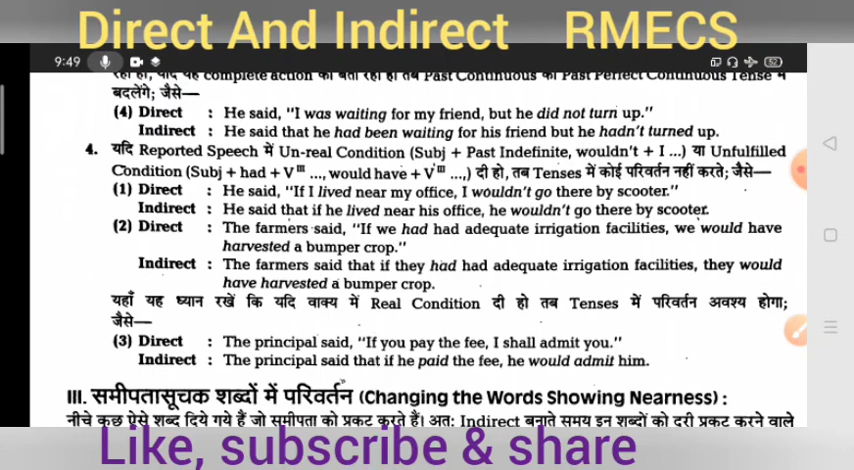 Direct And Indirect RMECS
9:49
52
रहा हो, यदि यह complete action को बता रहा हो तब Past Continuous को Past Perfect Continuous Tense में
बदलेंगे; जैसे—
(4) Direct : He said, "I was waiting for my friend, but he did not turn up."
Indirect : He said that he had been waiting for his friend but he hadn't turned up.
4. यदि Reported Speech में Un-real Condition (Subj + Past Indefinite, wouldn't + I ...) या Unfulfilled
Condition (Subj + had + V III ..., would have + V III ...,) दी हो, तब Tenses में कोई परिवर्तन नहीं करते; जैसे—
(1) Direct : He said, "If I lived near my office, I wouldn't go there by scooter."
Indirect : He said that if he lived near his office, he wouldn't go there by scooter.
(2) Direct : The farmers said, "If we had had adequate irrigation facilities, we would have
harvested a bumper crop."
Indirect : The farmers said that if they had had adequate irrigation facilities, they would
have harvested a bumper crop.
यहाँ यह ध्यान रखें कि यदि वाक्य में Real Condition दी हो तब Tenses में परिवर्तन अवश्य होगा;
जैसे—
(3) Direct : The principal said, "If you pay the fee, I shall admit you."
Indirect : The principal said that if he paid the fee, he would admit him.
III. समीपतासूचक शब्दों में परिवर्तन (Changing the Words Showing Nearness) :
नीचे कुछ ऐसे शब्द दिये गये हैं जो समीपता को प्रकट करते हैं। अत: Indirect बनाते समय इन शब्दों को दूरी प्रकट करने वाले
Like, subscribe & share